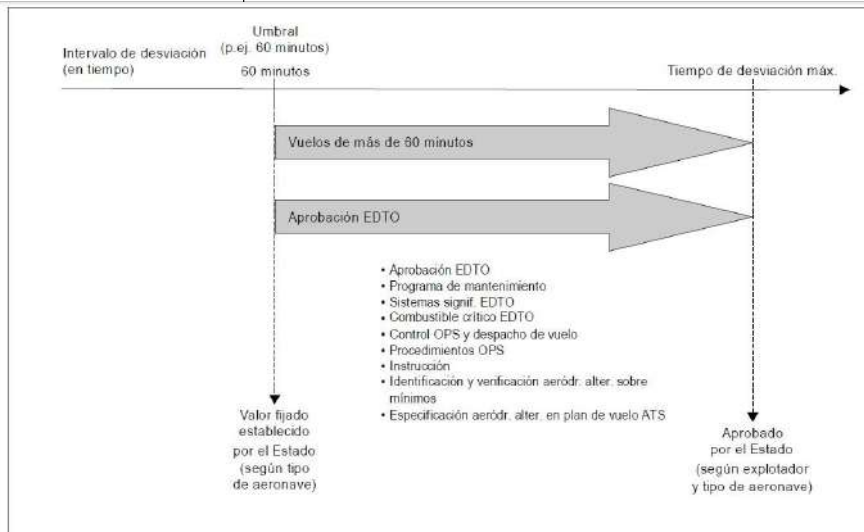 Umbral
(p.ej. 60 minutos)
Intervalo de desviación
(en tiempo)
60 minutos
Tiempo de desviación máx.
Vuelos de más de 60 minutos
Aprobación EDTO
• Aprobación EDTO
• Programa de mantenimiento
• Sistemas signif. EDTO
• Combustible crítico EDTO
• Control OPS y despacho de vuelo
• Procedimientos OPS
• Instrucción
• Identificación y verificación aeródr. alter. sobre
mínimos
• Especificación aeródr. alter. en plan de vuelo ATS
Valor fijado
establecido
por el Estado
(según tipo
de aeronave)
Aprobado
por el Estado
(según explotador
y tipo de aeronave)